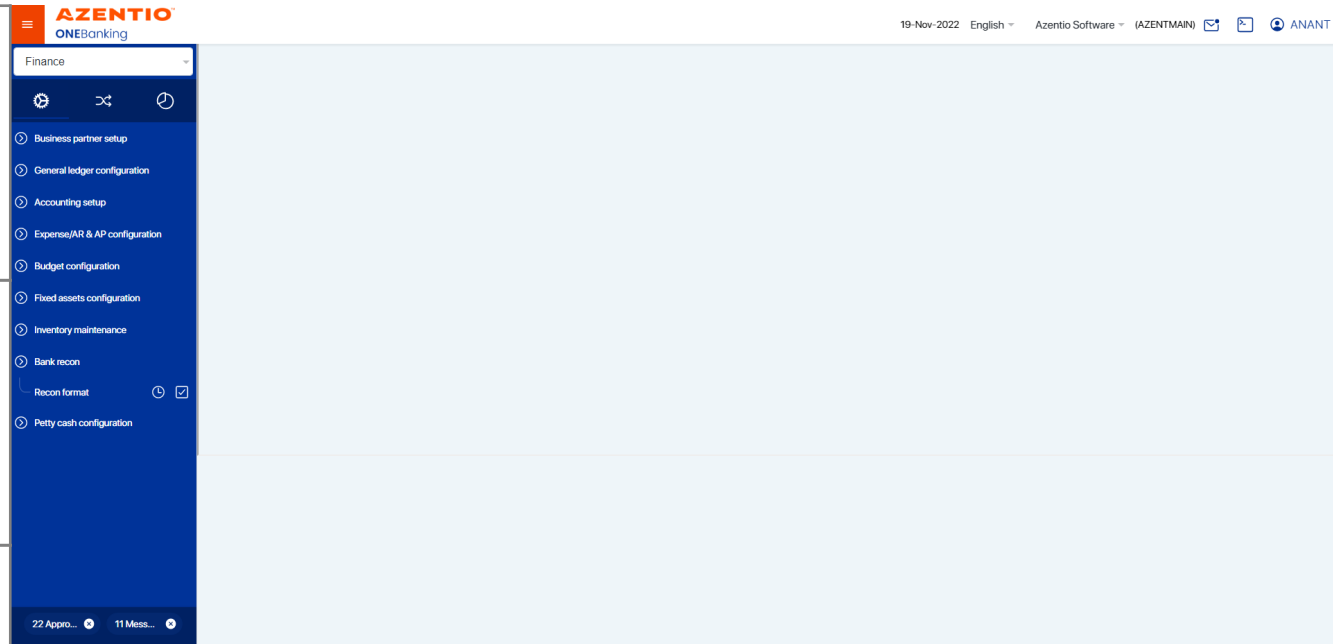 AZENTIO™
ONEBanking
19-Nov-2022 English Azentio Software (AZENTMAIN) ANANT
Finance
Business partner setup
General ledger configuration
Accounting setup
Expense/AR & AP configuration
Budget configuration
Fixed assets configuration
Inventory maintenance
Bank recon
Recon format
Petty cash configuration
22 Appro... 11 Mess...